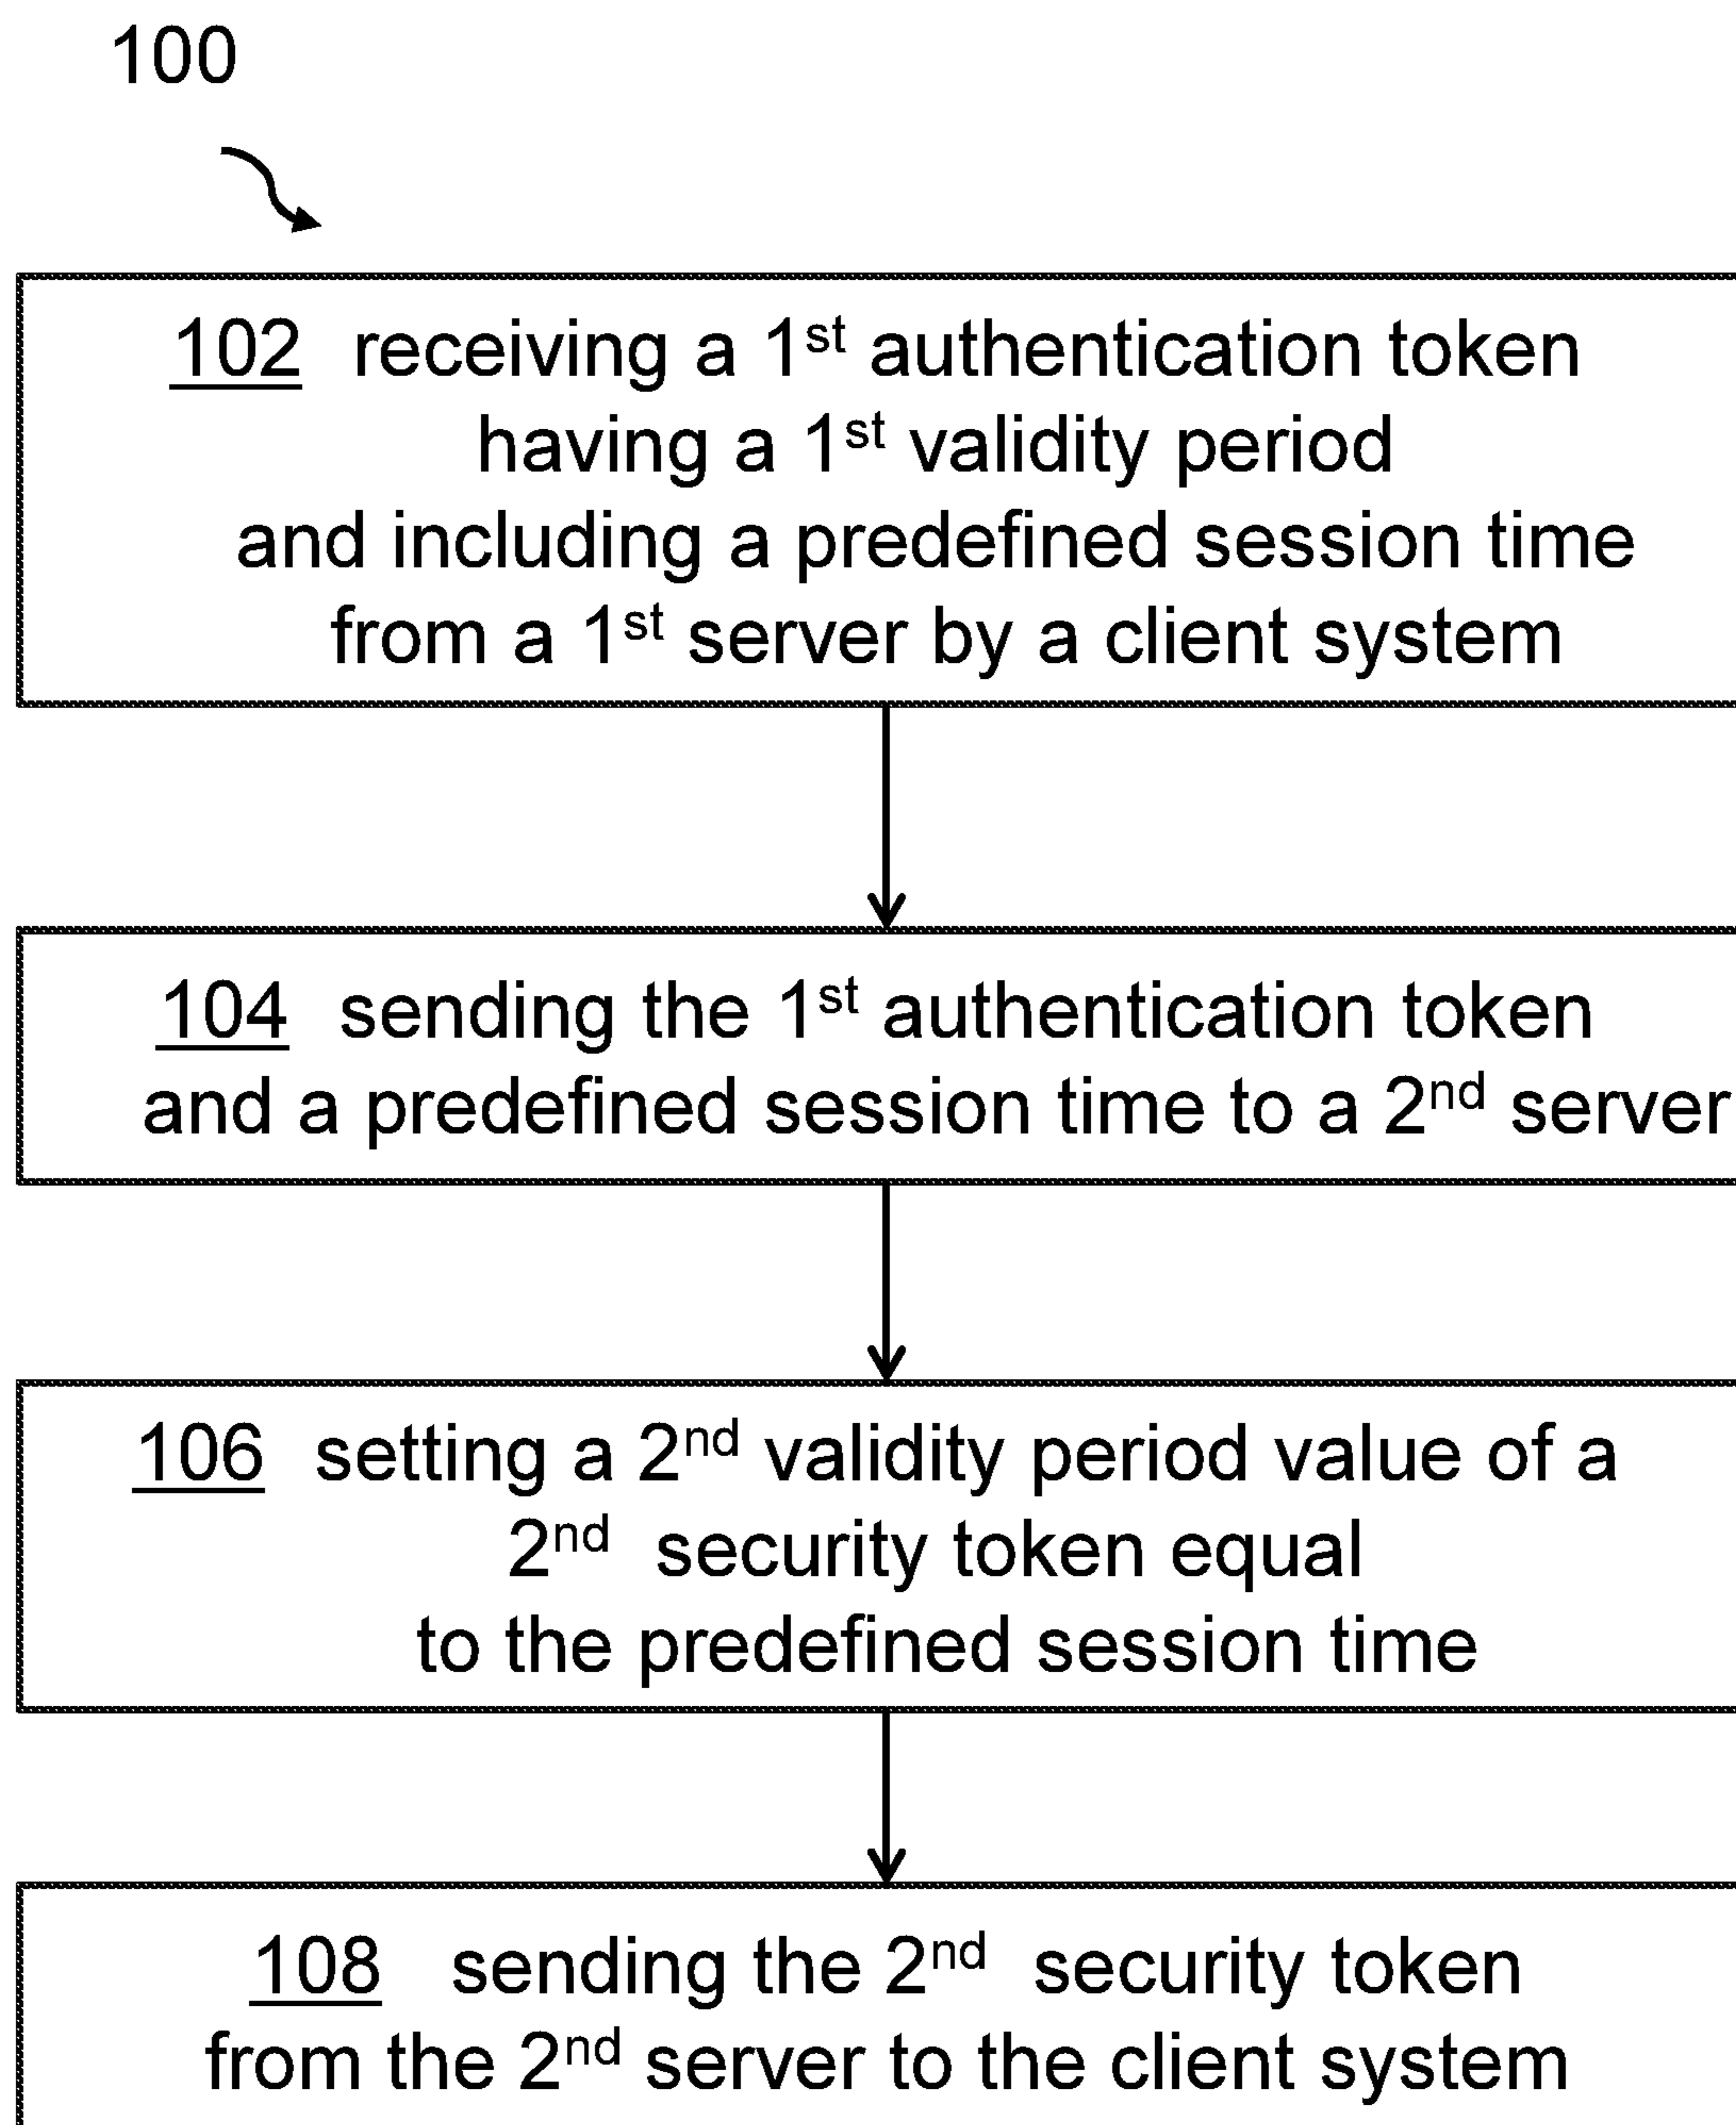 100
102 receiving a 1st authentication token
having a 1st validity period
and including a predefined session time
from a 1st server by a client system
104 sending the 1st authentication token
and a predefined session time to a 2nd server
106 setting a 2nd validity period value of a
2nd security token equal
to the predefined session time
108 sending the 2nd security token
from the 2nd server to the client system